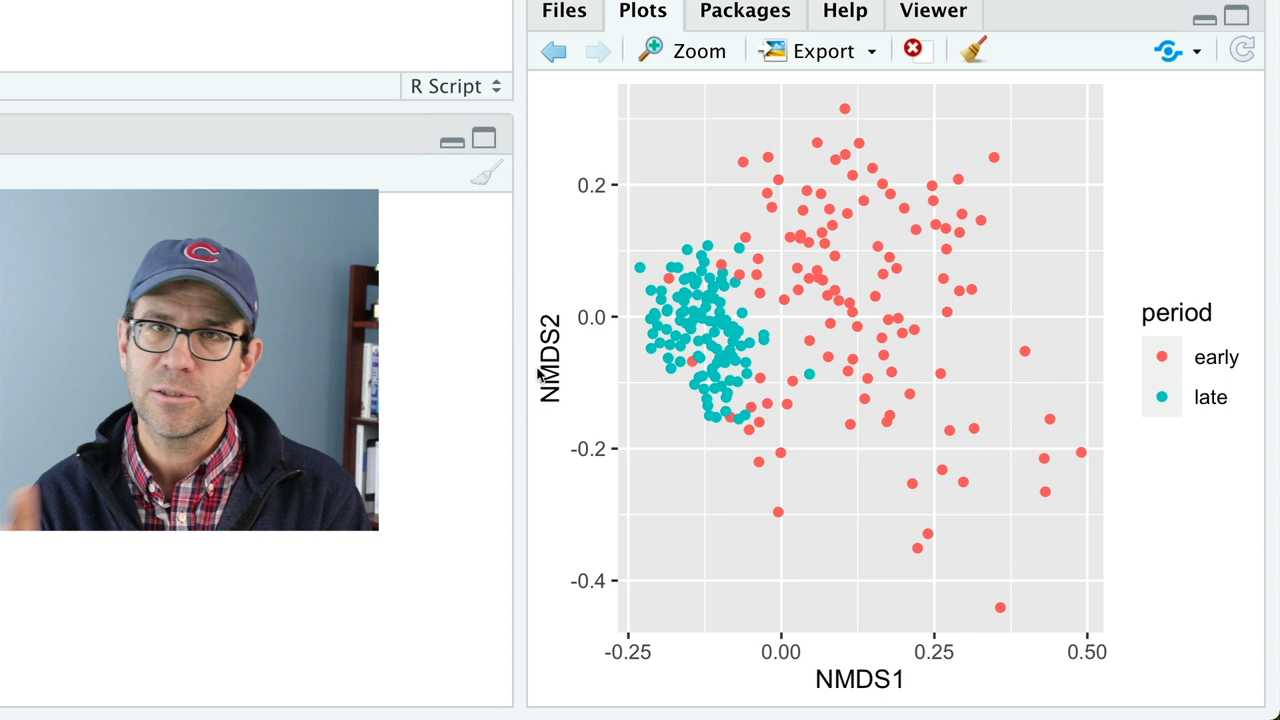 Files Plots Packages Help Viewer
Zoom Export
R Script
C
0.2
0.0
-0.2
-0.4
NMDS2
-0.25 0.00 0.25 0.50
NMDS1
period
early
late